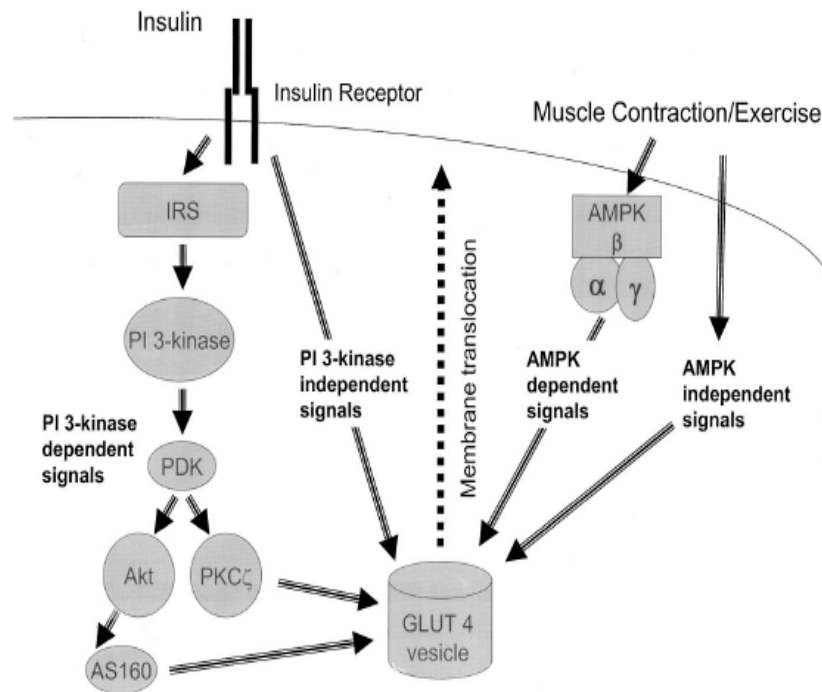 Insulin
Insulin Receptor
Muscle Contraction/Exercise
IRS
AMPK
β
α
γ
PI 3-kinase
PI 3-kinase
independent
signals
Membrane translocation
AMPK
dependent
signals
AMPK
independent
signals
PI 3-kinase
dependent
signals
PDK
Akt
PKCζ
GLUT 4
vesicle
AS160